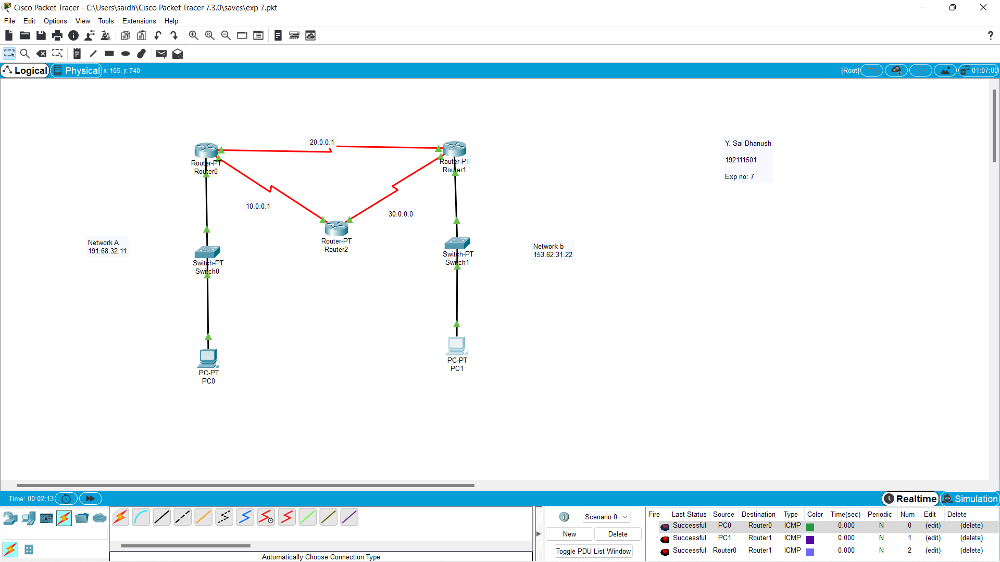 Cisco Packet Tracer - C:\Users\saidh\Cisco Packet Tracer 7.3.0\saves\exp 7.pkt
File Edit Options View Tools Extensions Help
?
Logical Physical x: 165, y: 740 [Root] 01:07:00
20.0.0.1
Router-PT
Router0
Router-PT
Router1
Y. Sai Dhanush
192111501
Exp no: 7
10.0.0.1
30.0.0.0
Router-PT
Router2
Network A
191.68.32.11
Switch-PT
Switch0
Switch-PT
Switch1
Network b
153.62.31.22
PC-PT
PC0
PC-PT
PC1
Time: 00:02:13 Realtime Simulation
Automatically Choose Connection Type
Scenario 0
New Delete
Toggle PDU List Window
Fire Last Status Source Destination Type Color Time(sec) Periodic Num Edit Delete
Successful PC0 Router0 ICMP 0.000 N 0 (edit) (delete)
Successful PC1 Router1 ICMP 0.000 N 1 (edit) (delete)
Successful Router0 Router1 ICMP 0.000 N 2 (edit) (delete)